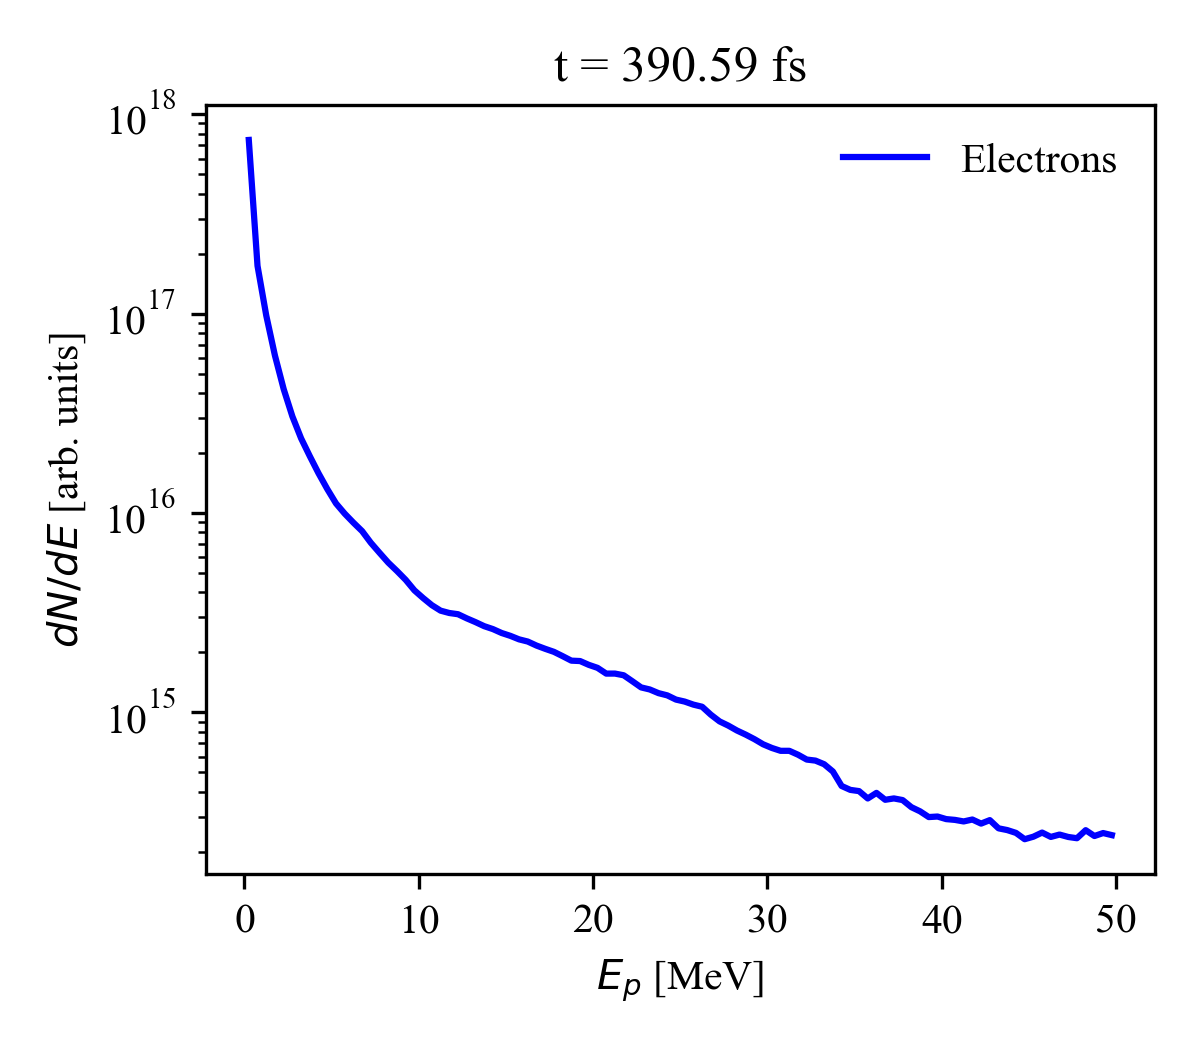 t = 390.59 fs
Electrons
dN/dE [arb. units]
10^18
10^17
10^16
10^15
0 10 20 30 40 50
E_p [MeV]